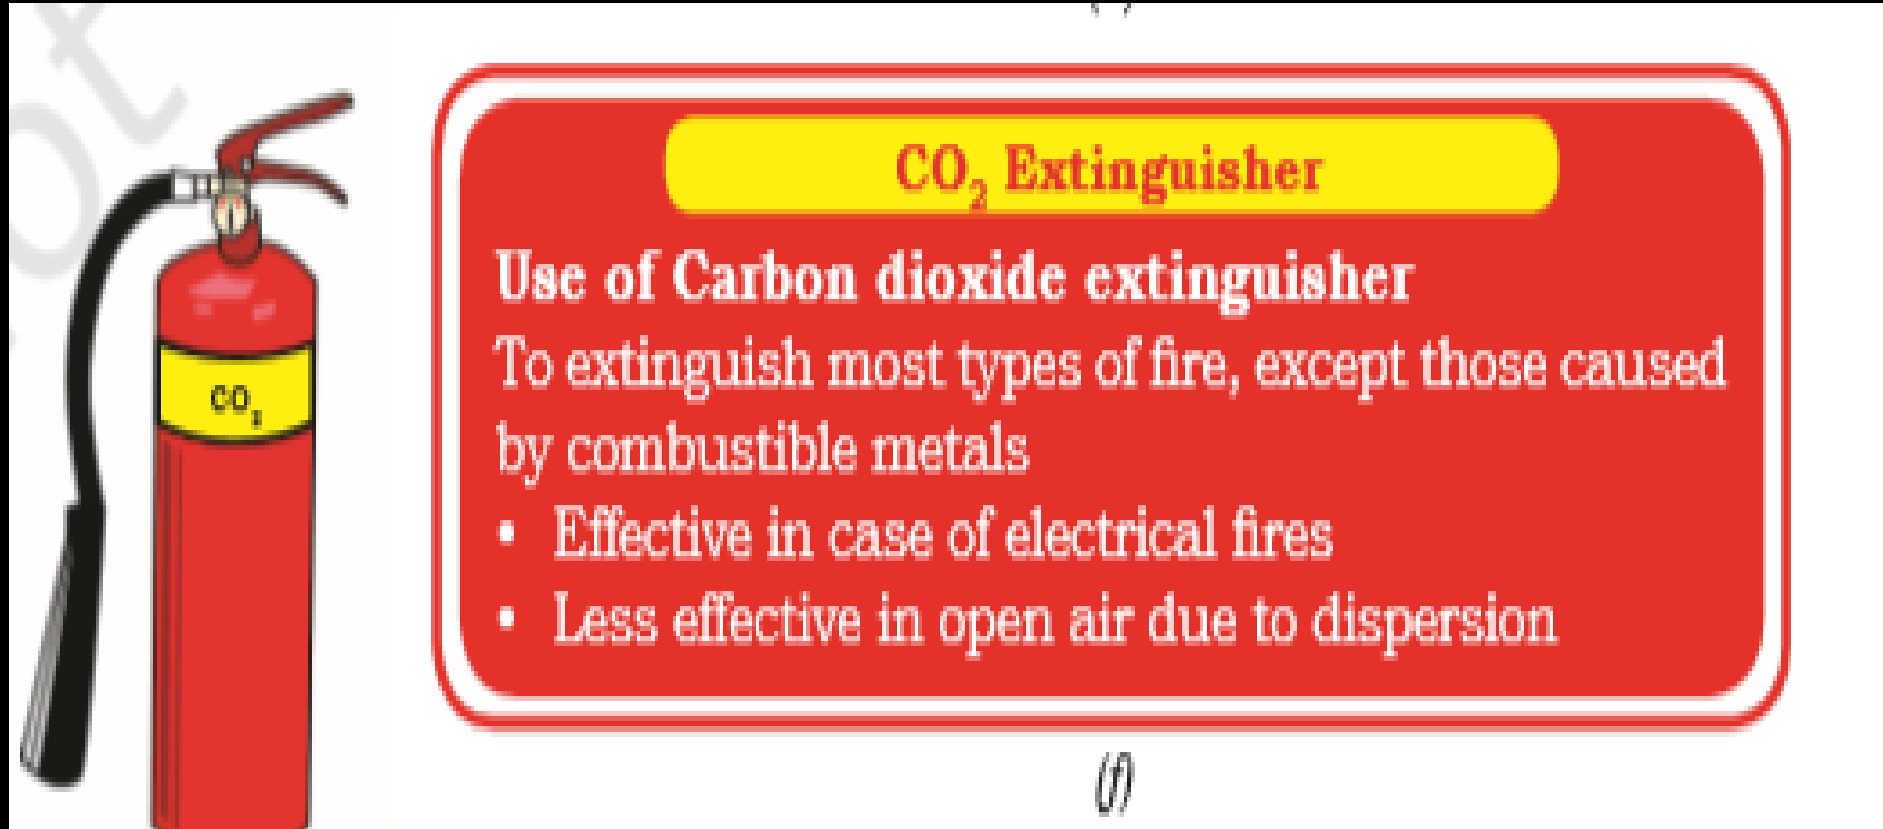 CO₂ Extinguisher
Use of Carbon dioxide extinguisher
To extinguish most types of fire, except those caused
by combustible metals
• Effective in case of electrical fires
• Less effective in open air due to dispersion
CO₂
(f)